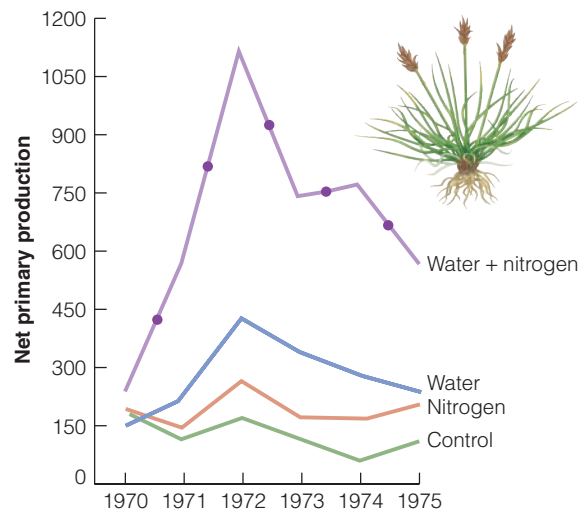 1200
1050
900
750
600
450
300
150
0
Net primary production
Water + nitrogen
Water
Nitrogen
Control
1970 1971 1972 1973 1974 1975